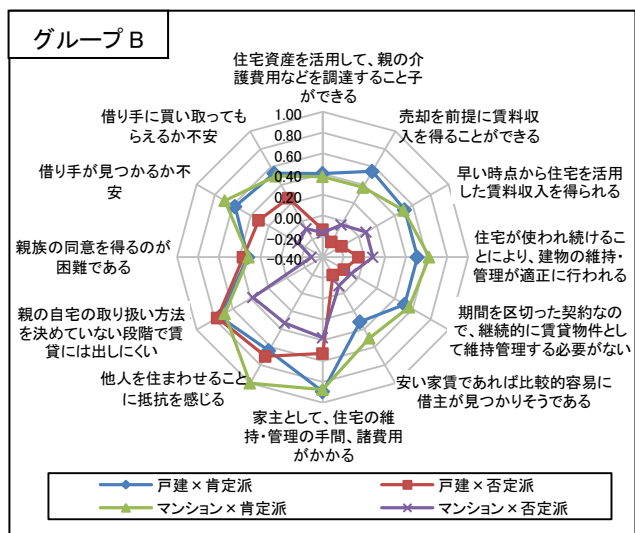 グループB
住宅資産を活用して、親の介
護費用などを調達すること子
ができる
売却を前提に賃料収
入を得ることができる
早い時点から住宅を活用
した賃料収入を得られる
住宅が使われ続けるこ
とにより、建物の維持・
管理が適正に行われる
期間を区切った契約なの
で、継続的に賃貸物件とし
て維持管理する必要がない
安い家賃であれば比較的容易に
借主が見つかりそうである
家主として、住宅の維
持・管理の手間、諸費用
がかかる
他人を住まわせること
に抵抗を感じる
親の自宅の取り扱い方法
を決めていない段階で賃
貸には出しにくい
親族の同意を得るのが
困難である
借り手が見つかるか不
安
借り手に買い取っても
らえるか不安
1.00
0.80
0.60
0.40
0.20
0.00
-0.20
-0.40
戸建×肯定派
戸建×否定派
マンション×肯定派
マンション×否定派